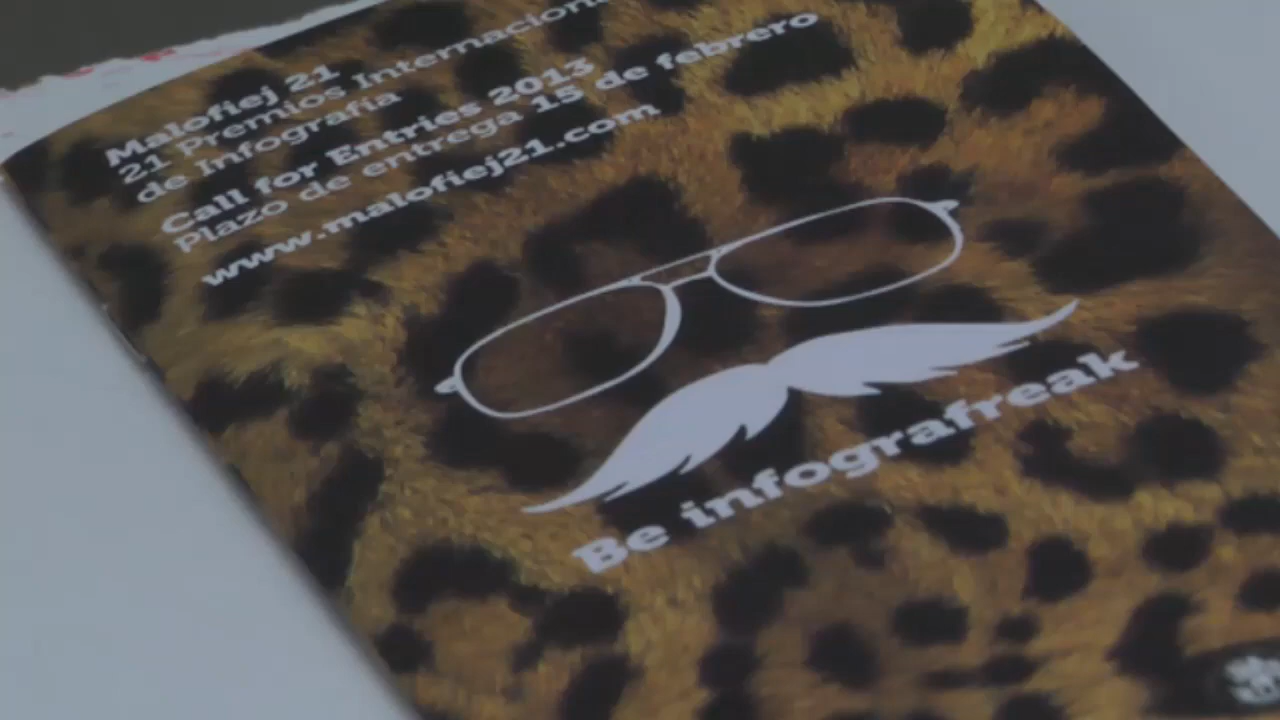 Malofiej 21
21 Premios
de Infografía
Call for Entries 2013
Plazo de entrega 15 de febrero
www.malofiej21.com
Be infografreak